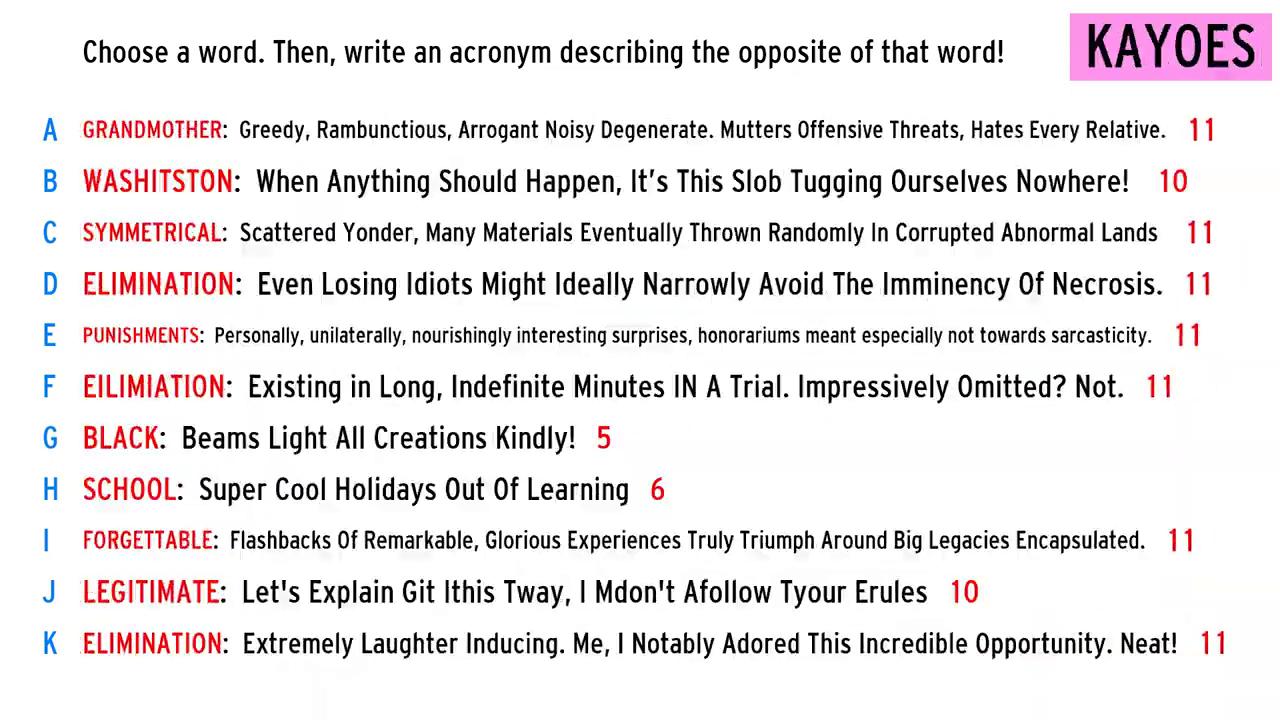 Choose a word. Then, write an acronym describing the opposite of that word!
KAYOES
A GRANDMOTHER: Greedy, Rambunctious, Arrogant Noisy Degenerate. Mutters Offensive Threats, Hates Every Relative. 11
B WASHITSTON: When Anything Should Happen, It’s This Slob Tugging Ourselves Nowhere! 10
C SYMMETRICAL: Scattered Yonder, Many Materials Eventually Thrown Randomly In Corrupted Abnormal Lands 11
D ELIMINATION: Even Losing Idiots Might Ideally Narrowly Avoid The Imminency Of Necrosis. 11
E PUNISHMENTS: Personally, unilaterally, nourishingly interesting surprises, honorariums meant especially not towards sarcasticity. 11
F EILIMIATION: Existing in Long, Indefinite Minutes IN A Trial. Impressively Omitted? Not. 11
G BLACK: Beams Light All Creations Kindly! 5
H SCHOOL: Super Cool Holidays Out Of Learning 6
I FORGETTABLE: Flashbacks Of Remarkable, Glorious Experiences Truly Triumph Around Big Legacies Encapsulated. 11
J LEGITIMATE: Let's Explain Git Ithis Tway, I Mdon't Afollow Tyour Erules 10
K ELIMINATION: Extremely Laughter Inducing. Me, I Notably Adored This Incredible Opportunity. Neat! 11